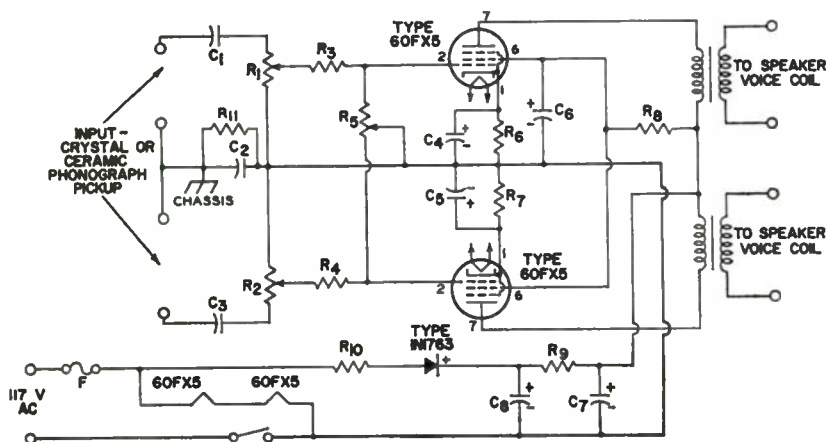 7
TYPE
60FX5
6
2
1
C1
R1
R3
R5
C4
R6
C6
R8
TO SPEAKER
VOICE COIL
INPUT-
CRYSTAL OR
CERAMIC
PHONOGRAPH
PICKUP
R11
C2
CHASSIS
C5
R7
1
TYPE
60FX5
2
6
7
TO SPEAKER
VOICE COIL
R2
R4
C3
TYPE
IN1763
R10
R9
117 V
AC
F
60FX5
60FX5
C8
C7
+
-
+
-
-
+
+
+
-
+
-